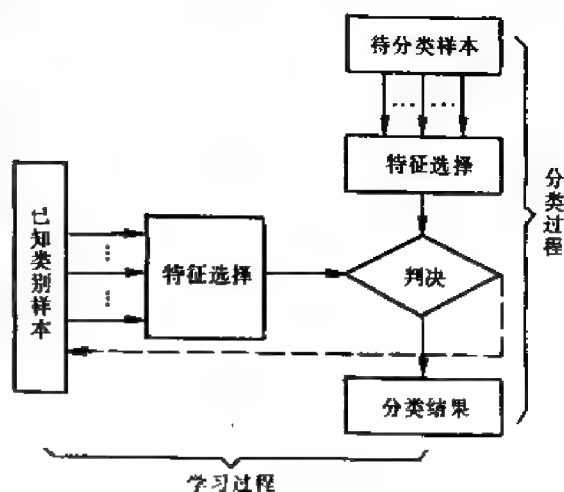 待分类样本
特征选择
分类过程
已知类别样本
特征选择
判决
分类结果
学习过程